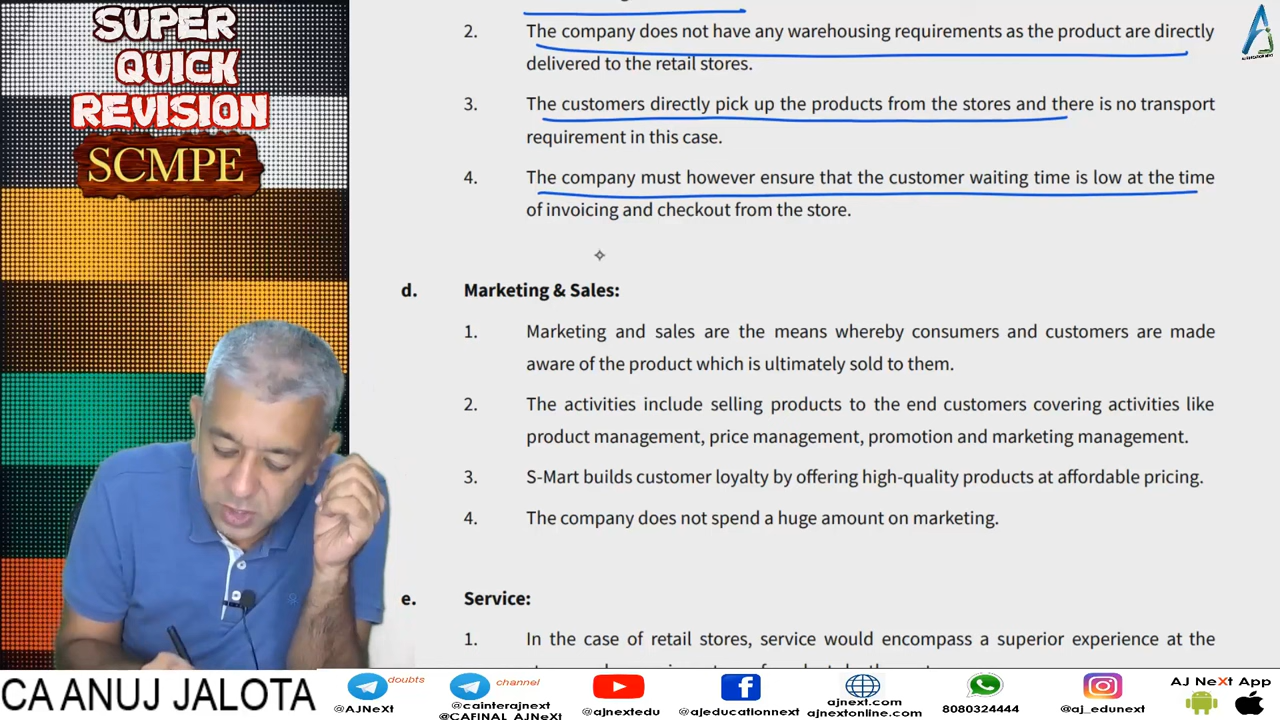 SUPER
QUICK
REVISION
SCMPE
2. The company does not have any warehousing requirements as the product are directly
delivered to the retail stores.
3. The customers directly pick up the products from the stores and there is no transport
requirement in this case.
4. The company must however ensure that the customer waiting time is low at the time
of invoicing and checkout from the store.
d. Marketing & Sales:
1. Marketing and sales are the means whereby consumers and customers are made
aware of the product which is ultimately sold to them.
2. The activities include selling products to the end customers covering activities like
product management, price management, promotion and marketing management.
3. S-Mart builds customer loyalty by offering high-quality products at affordable pricing.
4. The company does not spend a huge amount on marketing.
e. Service:
1. In the case of retail stores, service would encompass a superior experience at the
CA ANUJ JALOTA
doubts
@AJNeXt
channel
@cainterajnext
@CAFINAL_AJNeXt
@ajnextedu
@ajeducationnext
ajnext.com
ajnextonline.com
8080324444
@aj_edunext
AJ NeXt App